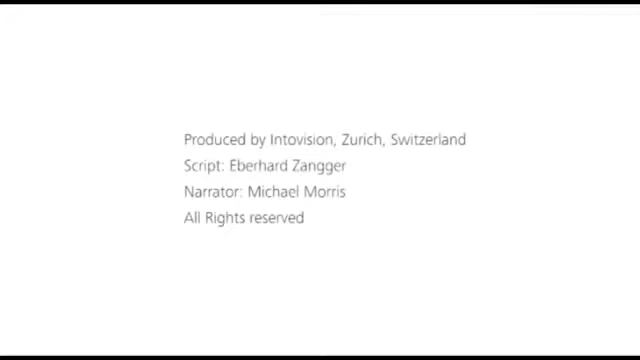 Produced by Intovision, Zurich, Switzerland
Script: Eberhard Zangger
Narrator: Michael Morris
All Rights reserved